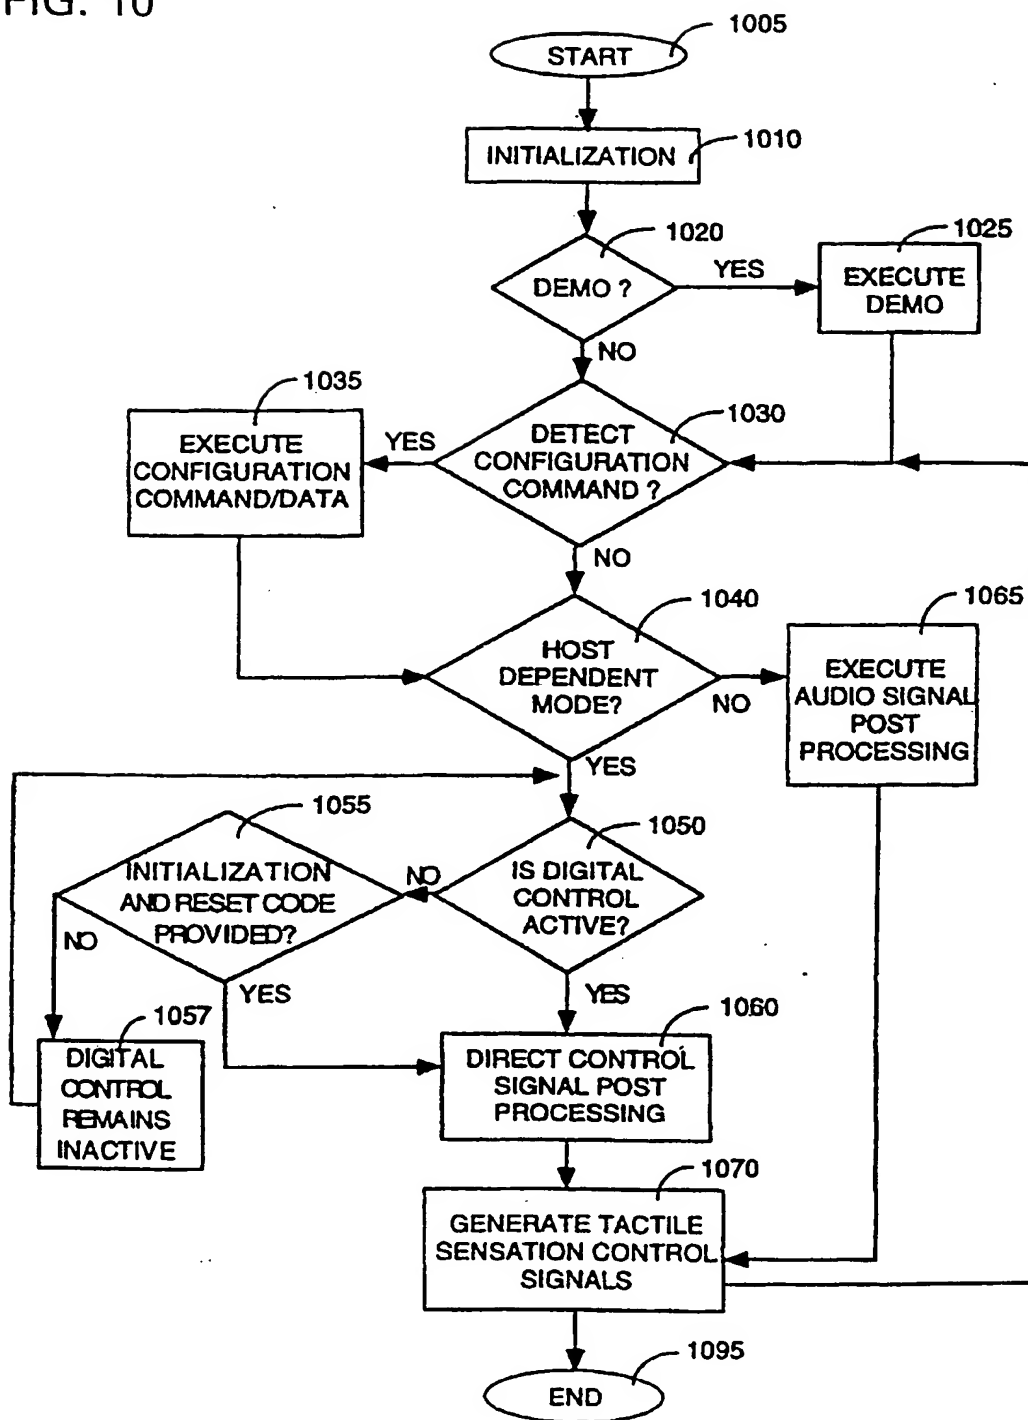 FIG. 10
1005
START
INITIALIZATION
1010
1020
DEMO ?
YES
1025
EXECUTE
DEMO
NO
1035
EXECUTE
CONFIGURATION
COMMAND/DATA
YES
1030
DETECT
CONFIGURATION
COMMAND ?
NO
1040
HOST
DEPENDENT
MODE?
NO
1065
EXECUTE
AUDIO SIGNAL
POST
PROCESSING
YES
1055
INITIALIZATION
AND RESET CODE
PROVIDED?
NO
1050
IS DIGITAL
CONTROL
ACTIVE?
NO
YES
YES
1057
DIGITAL
CONTROL
REMAINS
INACTIVE
1060
DIRECT CONTROL
SIGNAL POST
PROCESSING
1070
GENERATE TACTILE
SENSATION CONTROL
SIGNALS
1095
END